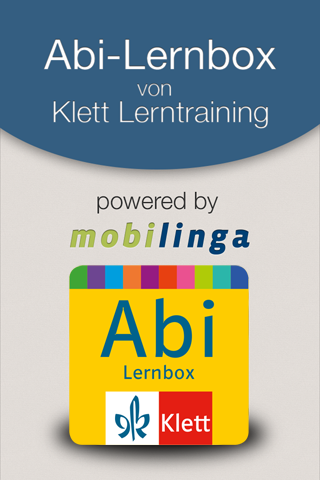 Abi-Lernbox
von
Klett Lerntraining
powered by
mobilinga
Abi
Lernbox
Klett